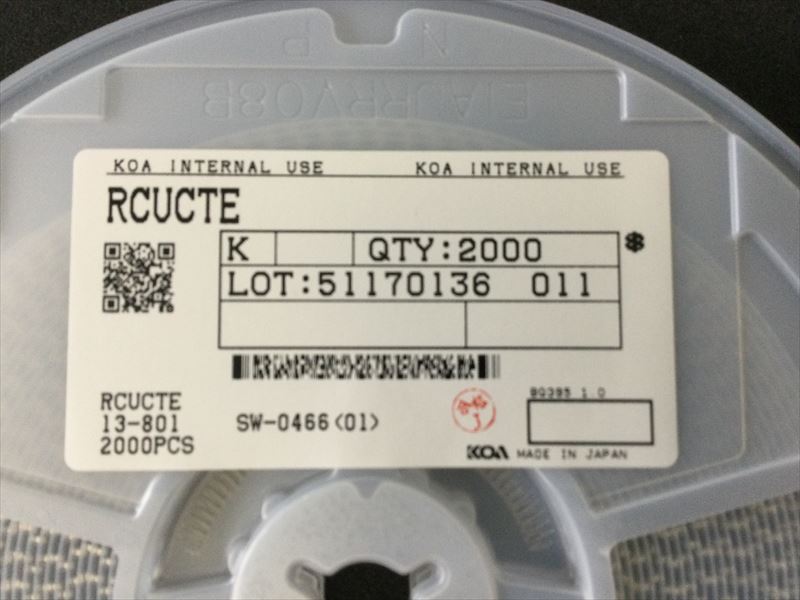 N
P
EIAJRRV08B
KOA INTERNAL USE KOA INTERNAL USE
RCUCTE
K QTY:2000
LOT:51170136 011
RCUCTE
13-801
2000PCS
SW-0466(01)
KOA MADE IN JAPAN